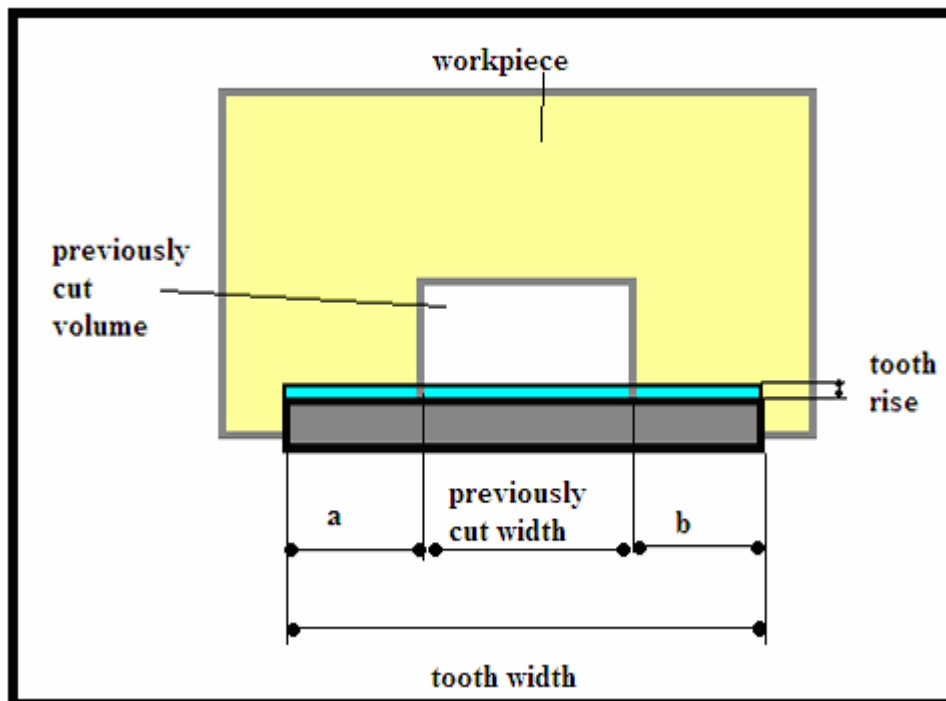 workpiece
previously
cut
volume
tooth
rise
a
previously
cut width
b
tooth width